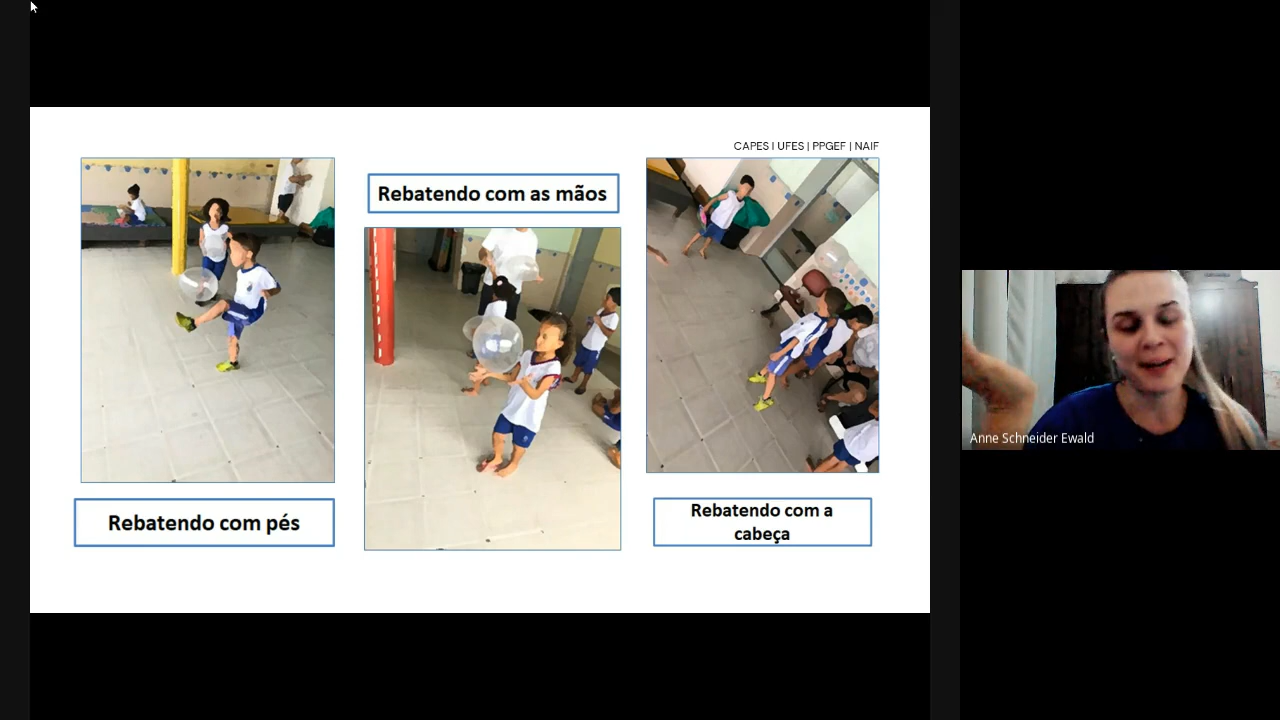 CAPES I UFES | PPGEF | NAIF
Rebatendo com as mãos
Rebatendo com pés
Rebatendo com a
cabeça
Anne Schneider Ewald